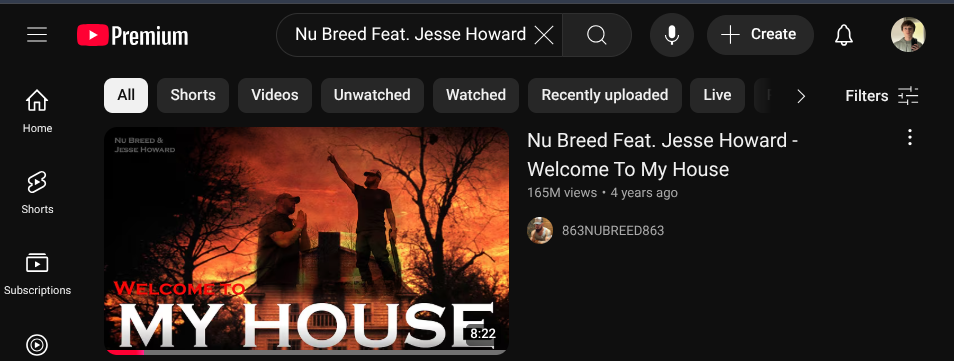 Premium
Nu Breed Feat. Jesse Howard
Create
All
Shorts
Videos
Unwatched
Watched
Recently uploaded
Live
Filters
Home
Shorts
Subscriptions
Nu Breed &
Jesse Howard
Welcome to
My House
8:22
Nu Breed Feat. Jesse Howard -
Welcome To My House
165M views • 4 years ago
863NUBREED863